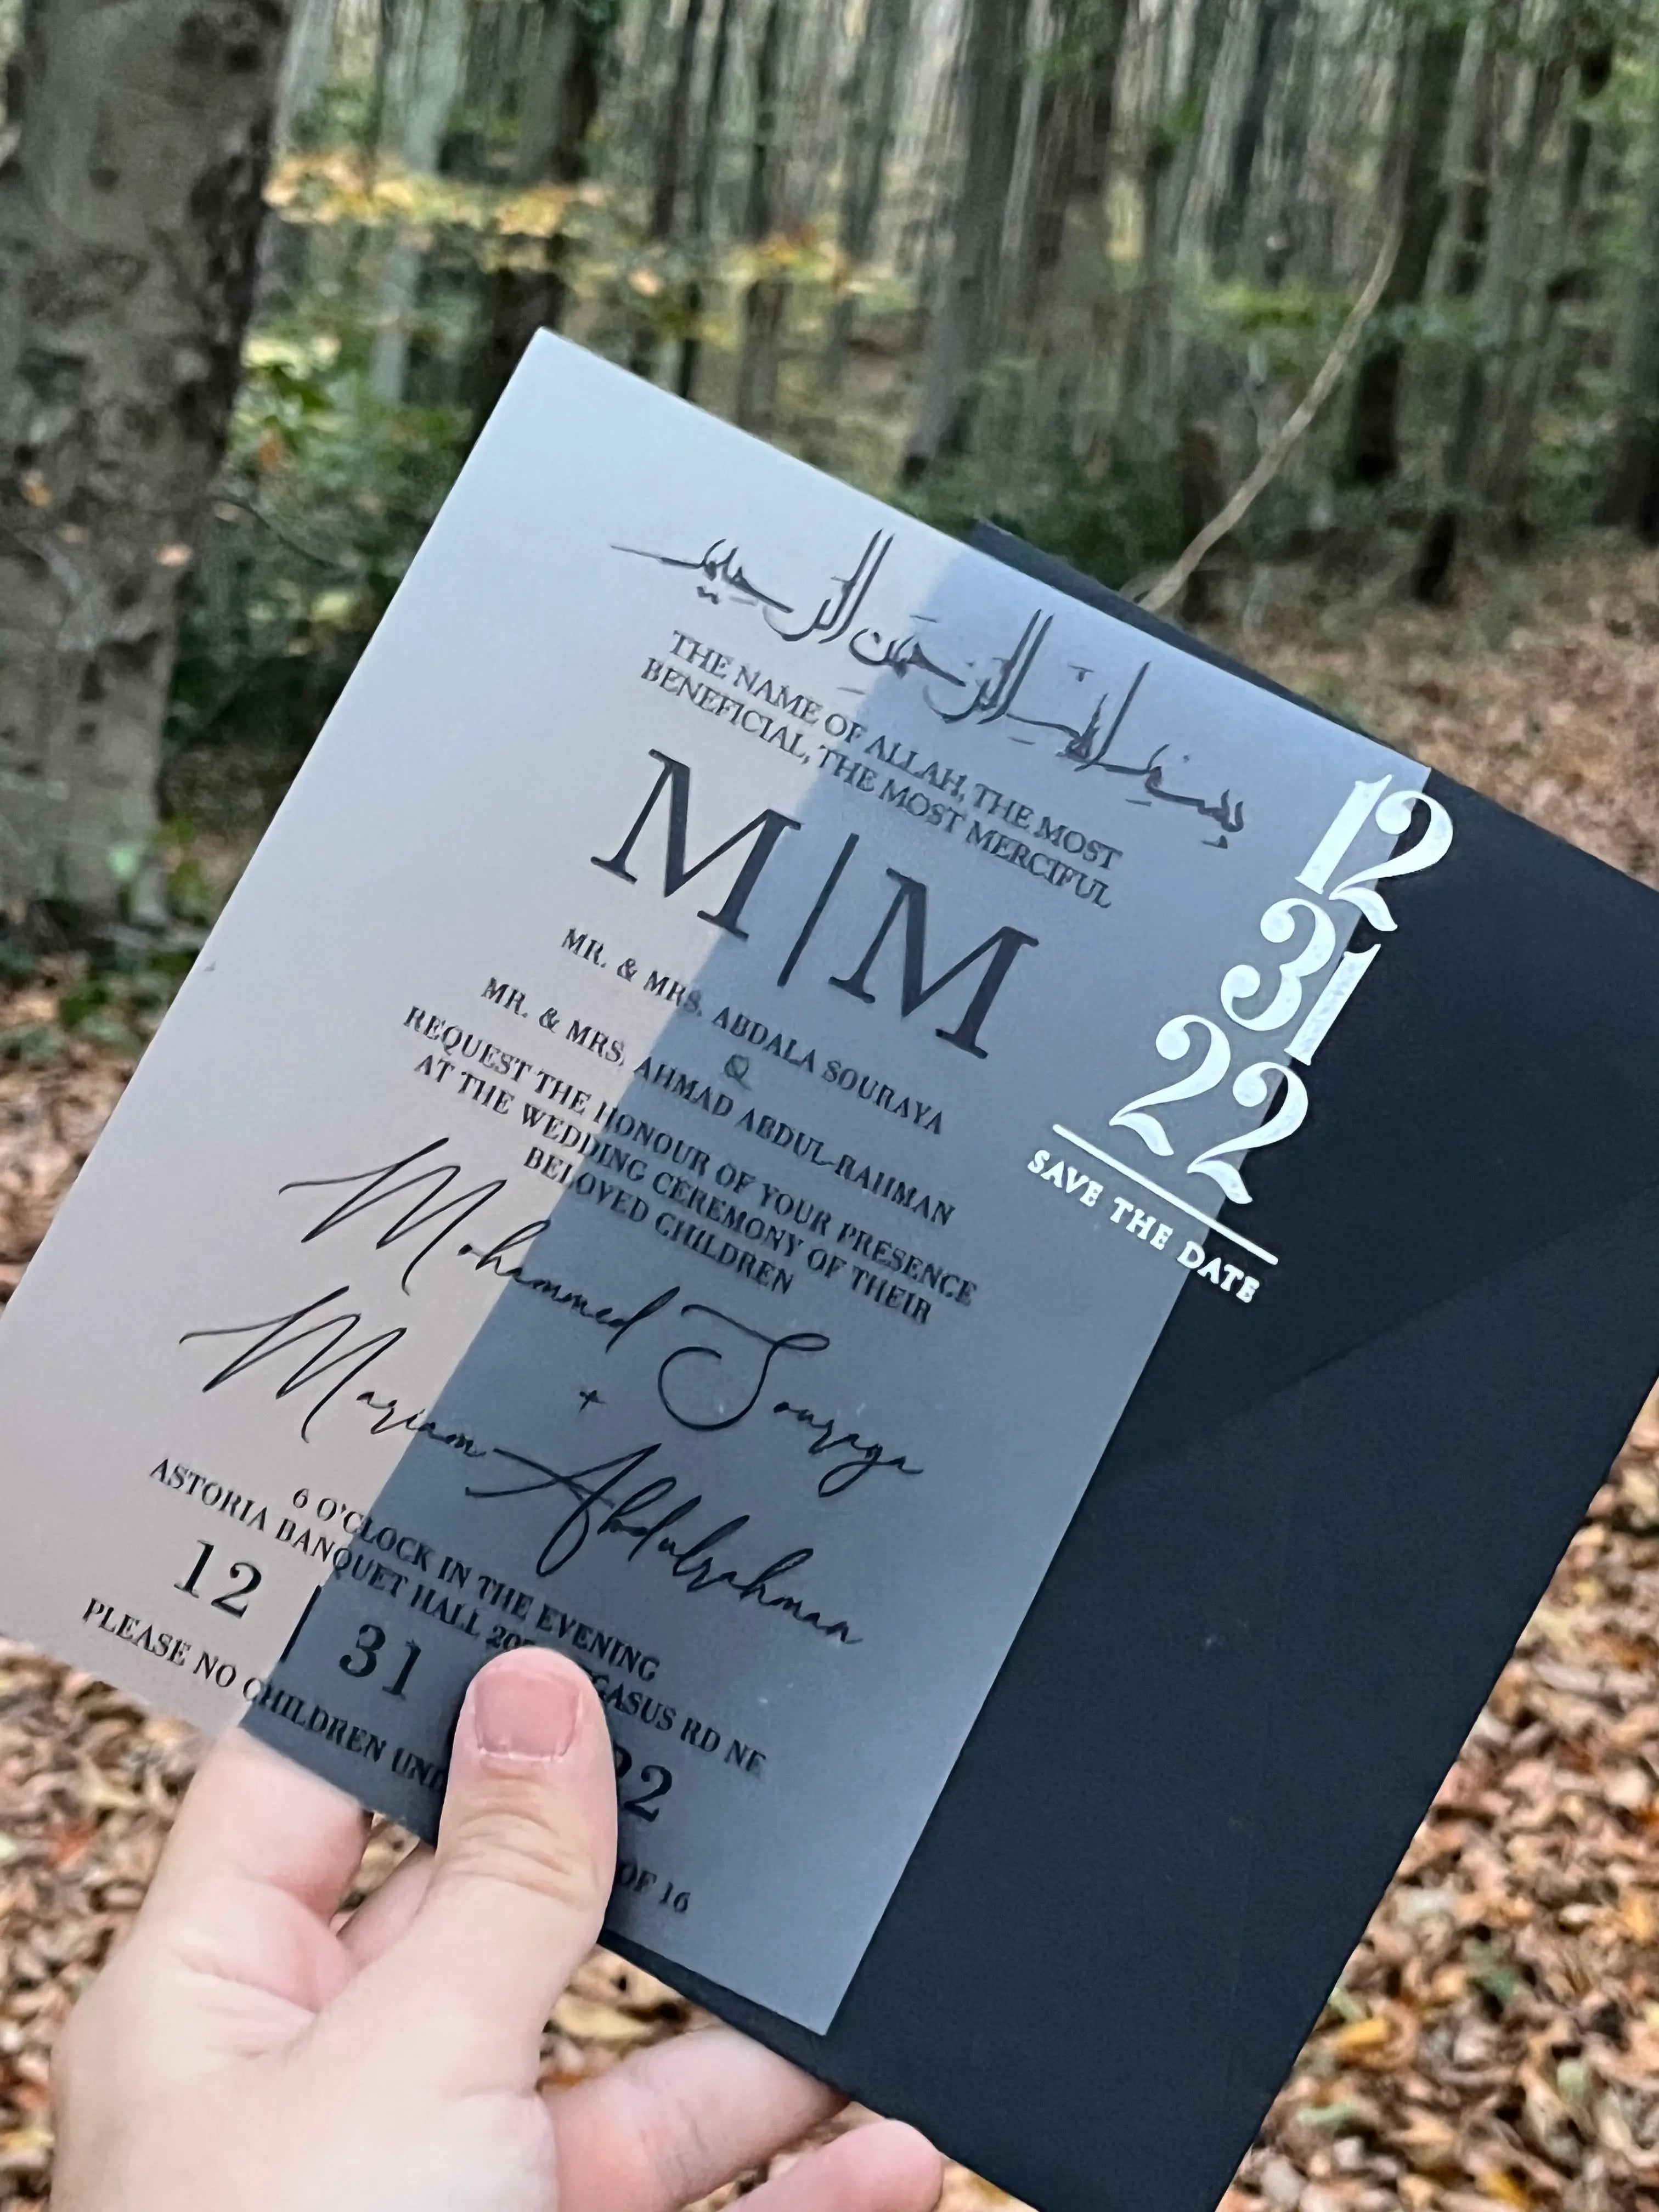 بسم الله الرحمن الرحيم
THE NAME OF ALLAH, THE MOST
BENEFICIAL, THE MOST MERCIFUL
M|M
MR. & MRS. ABDALA SOURAYA
&
MR. & MRS. AHMAD ABDUL-RAHMAN
REQUEST THE HONOUR OF YOUR PRESENCE
AT THE WEDDING CEREMONY OF THEIR
BELOVED CHILDREN
Mohammed Souraya
+
Mariam Abdulrahman
6 O'CLOCK IN THE EVENING
ASTORIA BANQUET HALL RD NE
12 | 31
PLEASE NO CHILDREN OF 16
12
31
22
SAVE THE DATE